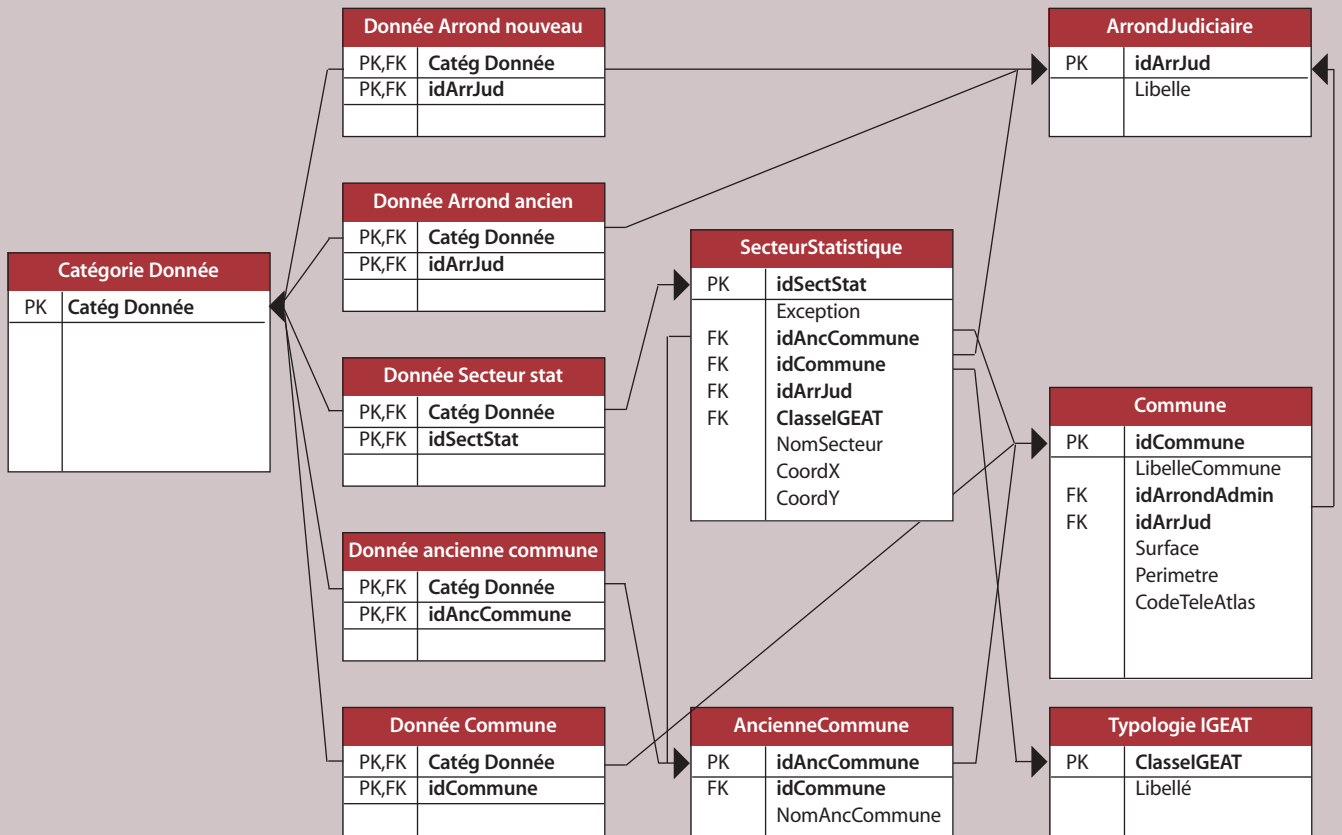 Donnée Arrond nouveau
PK,FK Catég Donnée
PK,FK idArrJud
ArrondJudiciaire
PK idArrJud
Libelle
Donnée Arrond ancien
PK,FK Catég Donnée
PK,FK idArrJud
Catégorie Donnée
PK Catég Donnée
SecteurStatistique
PK idSectStat
Exception
FK idAncCommune
FK idCommune
FK idArrJud
FK ClasseIGEAT
NomSecteur
CoordX
CoordY
Donnée Secteur stat
PK,FK Catég Donnée
PK,FK idSectStat
Commune
PK idCommune
LibelleCommune
FK idArrondAdmin
FK idArrJud
Surface
Perimetre
CodeTeleAtlas
Donnée ancienne commune
PK,FK Catég Donnée
PK,FK idAncCommune
Donnée Commune
PK,FK Catég Donnée
PK,FK idCommune
AncienneCommune
PK idAncCommune
FK idCommune
NomAncCommune
Typologie IGEAT
PK ClasseIGEAT
Libellé